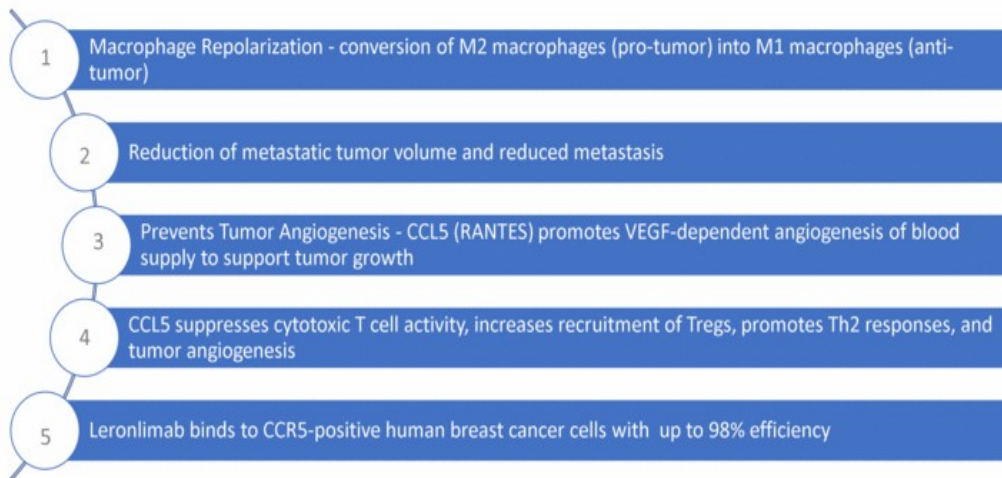 1
Macrophage Repolarization - conversion of M2 macrophages (pro-tumor) into M1 macrophages (anti-
tumor)
2
Reduction of metastatic tumor volume and reduced metastasis
3
Prevents Tumor Angiogenesis - CCL5 (RANTES) promotes VEGF-dependent angiogenesis of blood
supply to support tumor growth
4
CCL5 suppresses cytotoxic T cell activity, increases recruitment of Tregs, promotes Th2 responses, and
tumor angiogenesis
5
Leronlimab binds to CCR5-positive human breast cancer cells with up to 98% efficiency